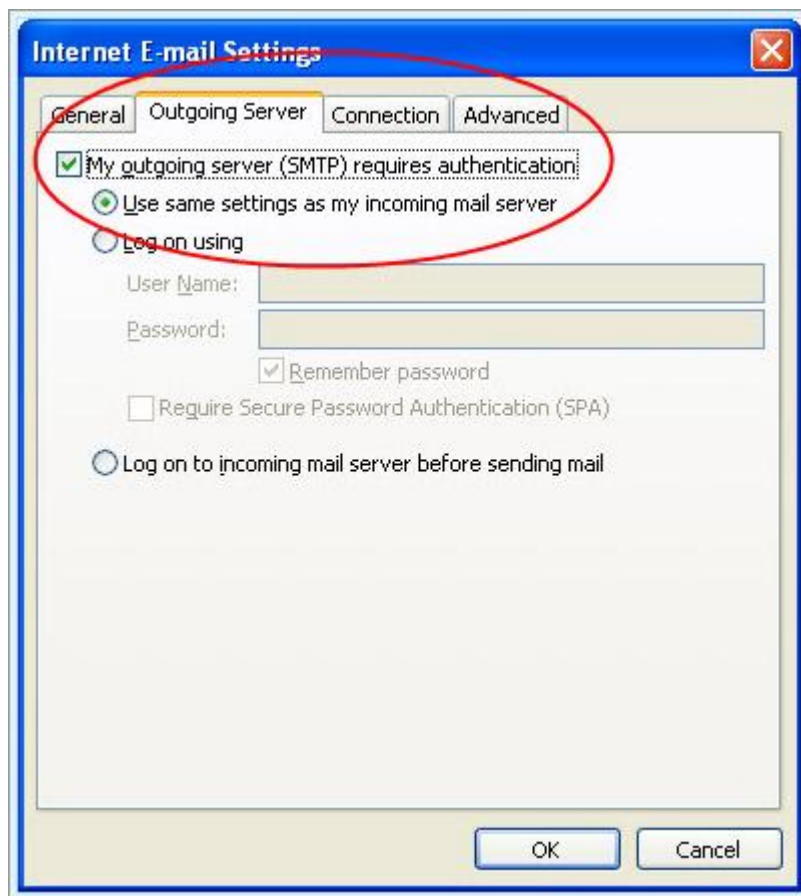 Internet E-mail Settings
General Outgoing Server Connection Advanced
My outgoing server (SMTP) requires authentication
Use same settings as my incoming mail server
Log on using
User Name:
Password:
Remember password
Require Secure Password Authentication (SPA)
Log on to incoming mail server before sending mail
OK Cancel